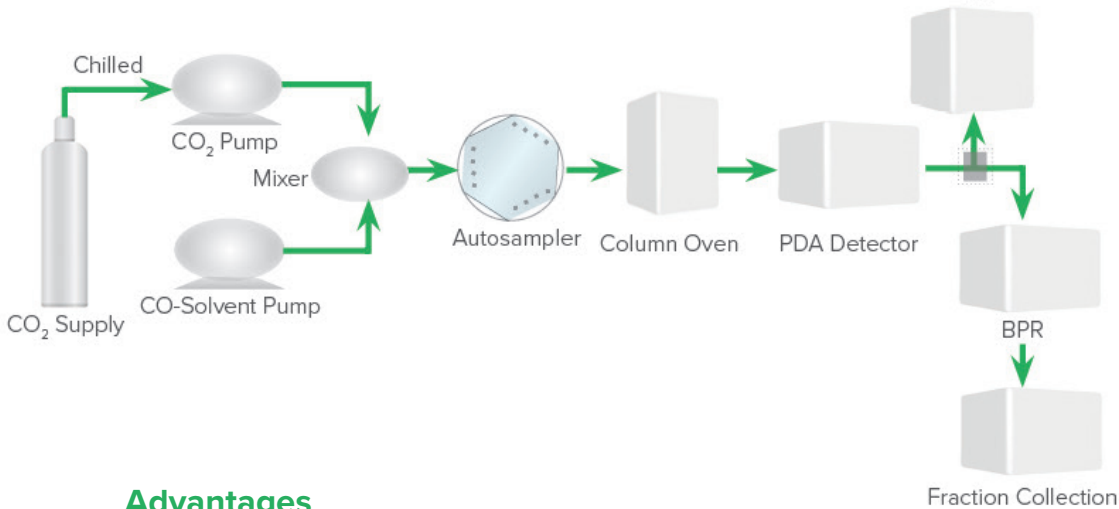 Chilled
CO₂ Pump
Mixer
CO-Solvent Pump
CO₂ Supply
Autosampler
Column Oven
PDA Detector
BPR
Fraction Collection
Advantages